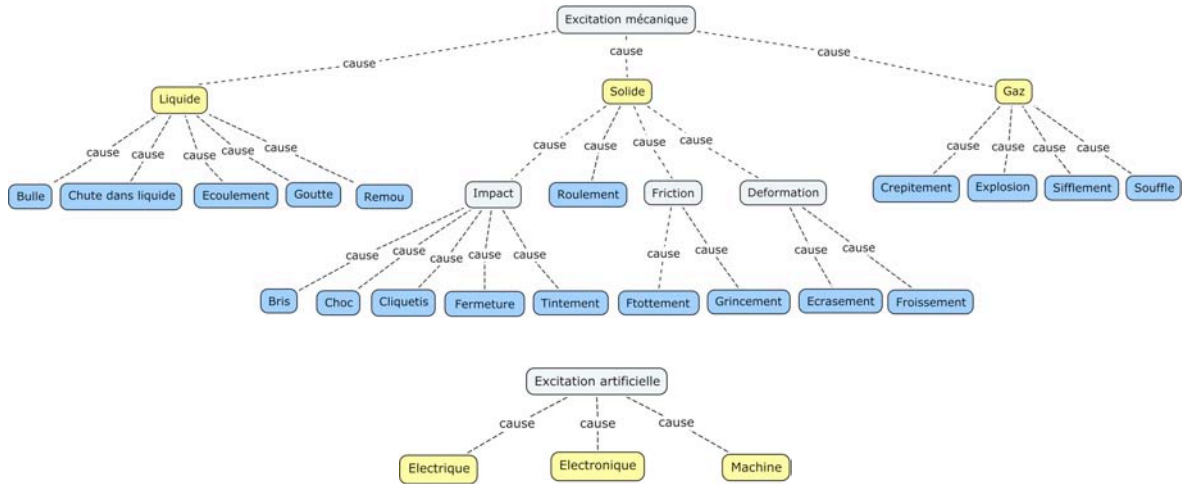 Excitation mécanique
cause cause cause
Liquide Solide Gaz
cause cause cause cause cause
cause cause cause cause
cause cause cause cause
Bulle Chute dans liquide Ecoulement Goutte Remou
Impact Roulement Friction Deformation
Crepitement Explosion Sifflement Souffle
cause cause cause cause cause
cause cause
cause cause
Bris Choc Cliquetis Fermeture Tintement Ftottement Grincement Ecrasement Froissement
Excitation artificielle
cause cause cause
Electrique Electronique Machine